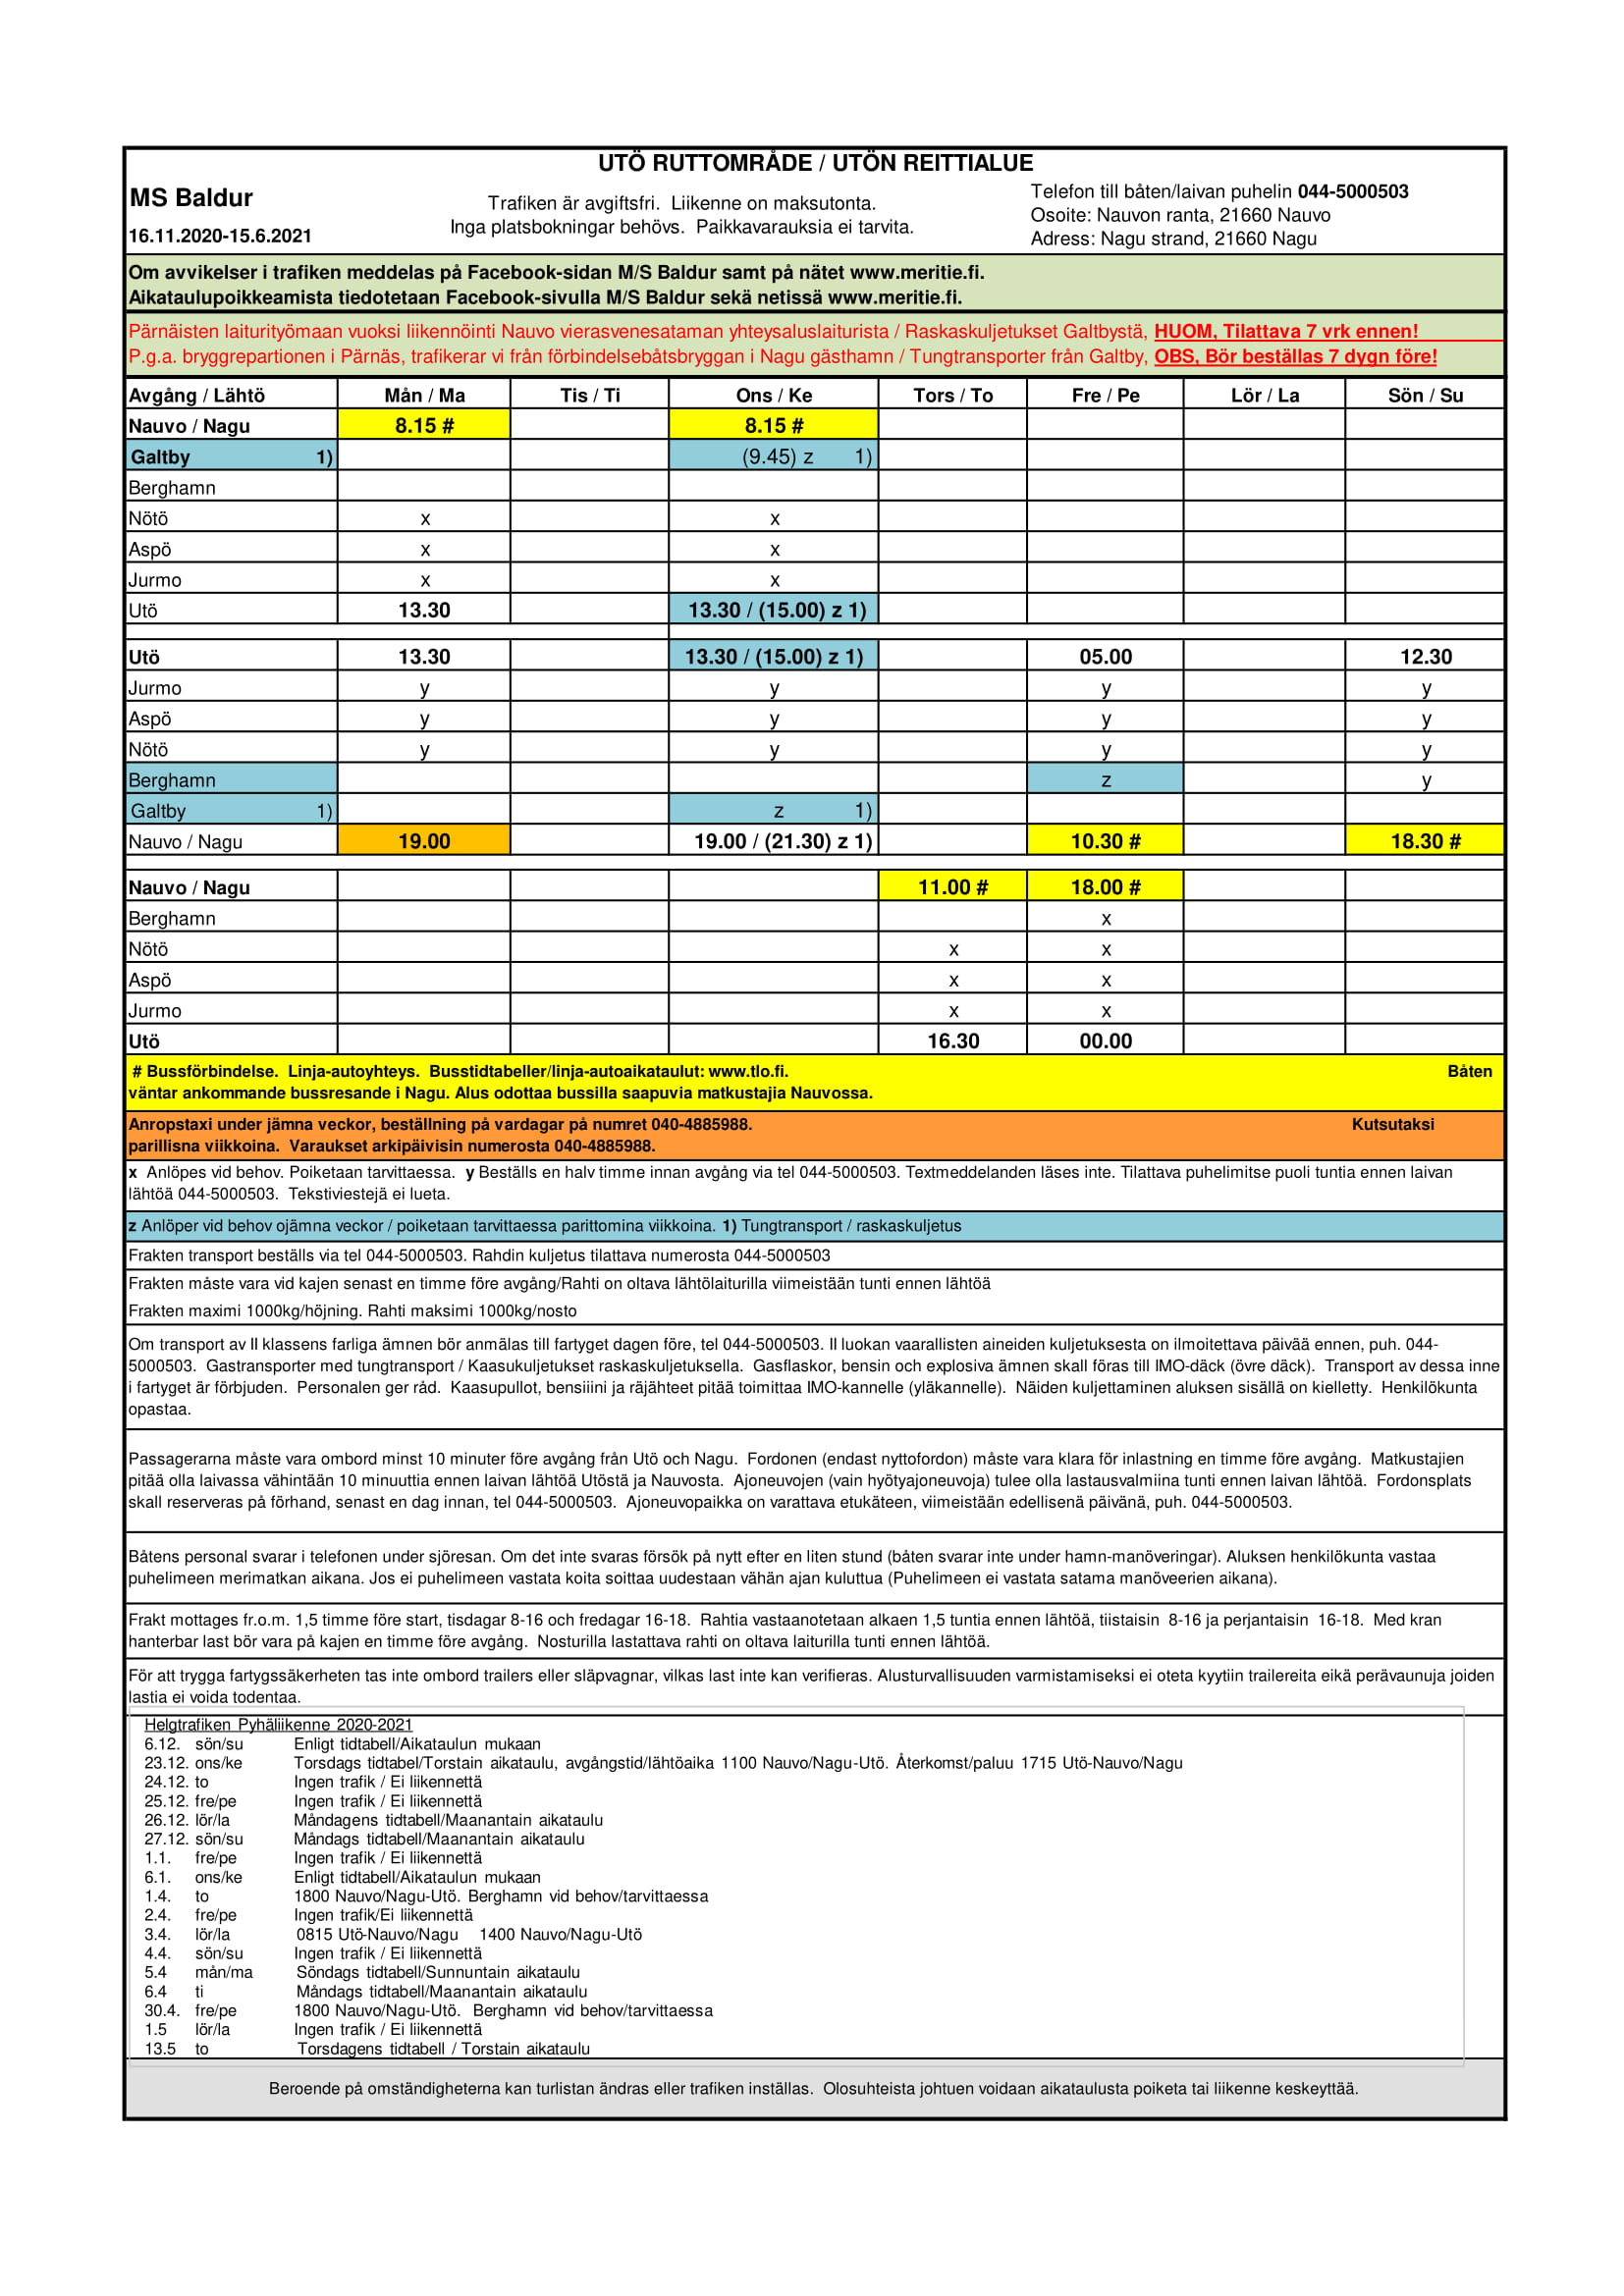 UTÖ RUTTOMRÅDE / UTÖN REITTIALUE
MS Baldur
16.11.2020-15.6.2021
Trafiken är avgiftsfri.  Liikenne on maksutonta.
Inga platsbokningar behövs.  Paikkavarauksia ei tarvita.
Telefon till båten/laivan puhelin 044-5000503
Osoite: Nauvon ranta, 21660 Nauvo
Adress: Nagu strand, 21660 Nagu
Om avvikelser i trafiken meddelas på Facebook-sidan M/S Baldur samt på nätet www.meritie.fi.
Aikataulupoikkeamista tiedotetaan Facebook-sivulla M/S Baldur sekä netissä www.meritie.fi.
Pärnäisten laiturityömaan vuoksi liikennöinti Nauvo vierasvenesataman yhteysaluslaiturista / Raskaskuljetukset Galtbystä, HUOM, Tilattava 7 vrk ennen!
P.g.a. bryggrepartionen i Pärnäs, trafikerar vi från förbindelsebåtsbryggan i Nagu gästhamn / Tungtransporter från Galtby, OBS, Bör beställas 7 dygn före!
Avgång / Lähtö Mån / Ma Tis / Ti Ons / Ke Tors / To Fre / Pe Lör / La Sön / Su
Nauvo / Nagu 8.15 # 8.15 #
Galtby 1) (9.45) z 1)
Berghamn
Nötö x x
Aspö x x
Jurmo x x
Utö 13.30 13.30 / (15.00) z 1)
Utö 13.30 13.30 / (15.00) z 1) 05.00 12.30
Jurmo y y y y
Aspö y y y y
Nötö y y y y
Berghamn z y
Galtby 1) z 1)
Nauvo / Nagu 19.00 19.00 / (21.30) z 1) 10.30 # 18.30 #
Nauvo / Nagu 11.00 # 18.00 #
Berghamn x
Nötö x x
Aspö x x
Jurmo x x
Utö 16.30 00.00
# Bussförbindelse.  Linja-autoyhteys.  Busstidtabeller/linja-autoaikataulut: www.tlo.fi. Båten
väntar ankommande bussresande i Nagu. Alus odottaa bussilla saapuvia matkustajia Nauvossa.
Anropstaxi under jämna veckor, beställning på vardagar på numret 040-4885988. Kutsutaksi
parillisna viikkoina.  Varaukset arkipäivisin numerosta 040-4885988.
x  Anlöpes vid behov. Poiketaan tarvittaessa.  y Beställs en halv timme innan avgång via tel 044-5000503. Textmeddelanden läses inte. Tilattava puhelimitse puoli tuntia ennen laivan
lähtöä 044-5000503.  Tekstiviestejä ei lueta.
z Anlöper vid behov ojämna veckor / poiketaan tarvittaessa parittomina viikkoina. 1) Tungtransport / raskaskuljetus
Frakten transport beställs via tel 044-5000503. Rahdin kuljetus tilattava numerosta 044-5000503
Frakten måste vara vid kajen senast en timme före avgång/Rahti on oltava lähtölaiturilla viimeistään tunti ennen lähtöä
Frakten maximi 1000kg/höjning. Rahti maksimi 1000kg/nosto
Om transport av II klassens farliga ämnen bör anmälas till fartyget dagen före, tel 044-5000503. II luokan vaarallisten aineiden kuljetuksesta on ilmoitettava päivää ennen, puh. 044-
5000503.  Gastransporter med tungtransport / Kaasukuljetukset raskaskuljetuksella.  Gasflaskor, bensin och explosiva ämnen skall föras till IMO-däck (övre däck).  Transport av dessa inne
i fartyget är förbjuden.  Personalen ger råd.  Kaasupullot, bensiiini ja räjähteet pitää toimittaa IMO-kannelle (yläkannelle).  Näiden kuljettaminen aluksen sisällä on kielletty.  Henkilökunta
opastaa.
Passagerarna måste vara ombord minst 10 minuter före avgång från Utö och Nagu.  Fordonen (endast nyttofordon) måste vara klara för inlastning en timme före avgång.  Matkustajien
pitää olla laivassa vähintään 10 minuuttia ennen laivan lähtöä Utöstä ja Nauvosta.  Ajoneuvojen (vain hyötyajoneuvoja) tulee olla lastausvalmiina tunti ennen laivan lähtöä.  Fordonsplats
skall reserveras på förhand, senast en dag innan, tel 044-5000503.  Ajoneuvopaikka on varattava etukäteen, viimeistään edellisenä päivänä, puh. 044-5000503.
Båtens personal svarar i telefonen under sjöresan. Om det inte svaras försök på nytt efter en liten stund (båten svarar inte under hamn-manöveringar). Aluksen henkilökunta vastaa
puhelimeen merimatkan aikana. Jos ei puhelimeen vastata koita soittaa uudestaan vähän ajan kuluttua (Puhelimeen ei vastata satama manöveerien aikana).
Frakt mottages fr.o.m. 1,5 timme före start, tisdagar 8-16 och fredagar 16-18.  Rahtia vastaanotetaan alkaen 1,5 tuntia ennen lähtöä, tiistaisin  8-16 ja perjantaisin  16-18.  Med kran
hanterbar last bör vara på kajen en timme före avgång.  Nosturilla lastattava rahti on oltava laiturilla tunti ennen lähtöä.
För att trygga fartygssäkerheten tas inte ombord trailers eller släpvagnar, vilkas last inte kan verifieras. Alusturvallisuuden varmistamiseksi ei oteta kyytiin trailereita eikä perävaunuja joiden
lastia ei voida todentaa.
Helgtrafiken Pyhäliikenne 2020-2021
6.12. sön/su Enligt tidtabell/Aikataulun mukaan
23.12. ons/ke Torsdags tidtabel/Torstain aikataulu, avgångstid/lähtöaika 1100 Nauvo/Nagu-Utö. Återkomst/paluu 1715 Utö-Nauvo/Nagu
24.12. to Ingen trafik / Ei liikennettä
25.12. fre/pe Ingen trafik / Ei liikennettä
26.12. lör/la Måndagens tidtabell/Maanantain aikataulu
27.12. sön/su Måndags tidtabell/Maanantain aikataulu
1.1. fre/pe Ingen trafik / Ei liikennettä
6.1. ons/ke Enligt tidtabell/Aikataulun mukaan
1.4. to 1800 Nauvo/Nagu-Utö. Berghamn vid behov/tarvittaessa
2.4. fre/pe Ingen trafik/Ei liikennettä
3.4. lör/la 0815 Utö-Nauvo/Nagu 1400 Nauvo/Nagu-Utö
4.4. sön/su Ingen trafik / Ei liikennettä
5.4 mån/ma Söndags tidtabell/Sunnuntain aikataulu
6.4 ti Måndags tidtabell/Maanantain aikataulu
30.4. fre/pe 1800 Nauvo/Nagu-Utö.  Berghamn vid behov/tarvittaessa
1.5 lör/la Ingen trafik / Ei liikennettä
13.5 to Torsdagens tidtabell / Torstain aikataulu
Beroende på omständigheterna kan turlistan ändras eller trafiken inställas.  Olosuhteista johtuen voidaan aikataulusta poiketa tai liikenne keskeyttää.